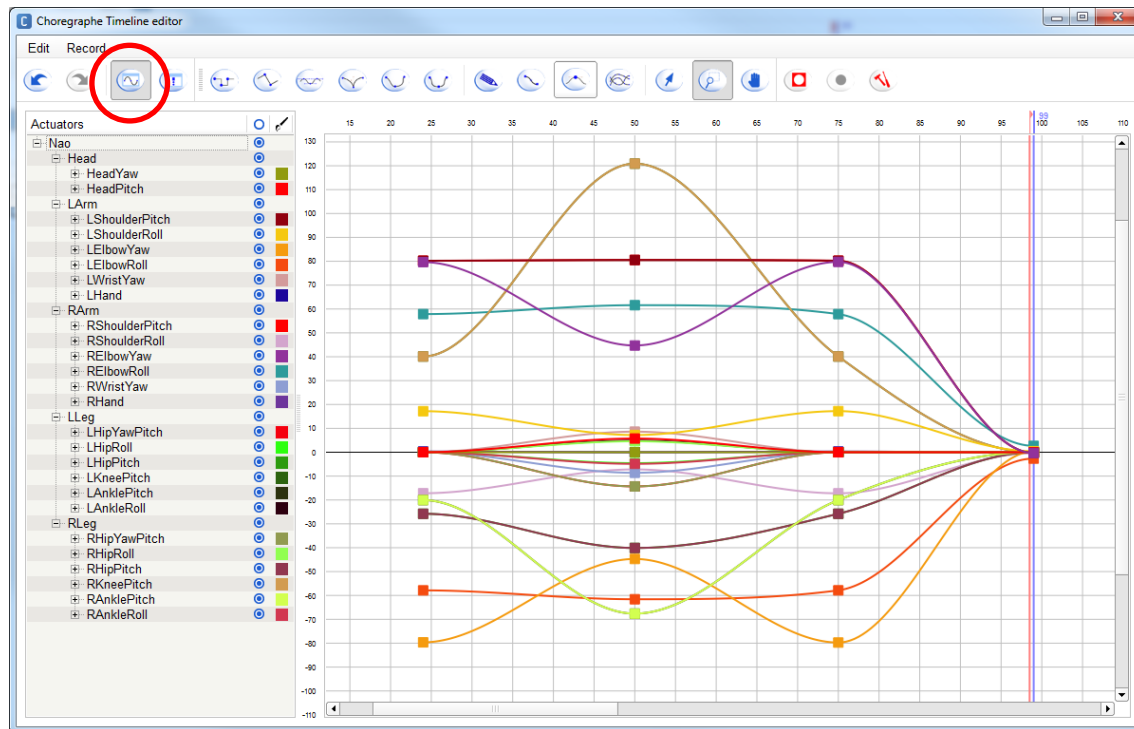 C Choregraphe Timeline editor
Edit Record
Actuators
15 20 25 30 35 40 45 50 55 60 65 70 75 80 85 90 95 100 105 110
99
Nao
Head
HeadYaw
HeadPitch
LArm
LShoulderPitch
LShoulderRoll
LElbowYaw
LElbowRoll
LWristYaw
LHand
RArm
RShoulderPitch
RShoulderRoll
RElbowYaw
RElbowRoll
RWristYaw
RHand
LLeg
LHipYawPitch
LHipRoll
LHipPitch
LKneePitch
LAnklePitch
LAnkleRoll
RLeg
RHipYawPitch
RHipRoll
RHipPitch
RKneePitch
RAnklePitch
RAnkleRoll
130
120
110
100
90
80
70
60
50
40
30
20
10
0
-10
-20
-30
-40
-50
-60
-70
-80
-90
-100
-110